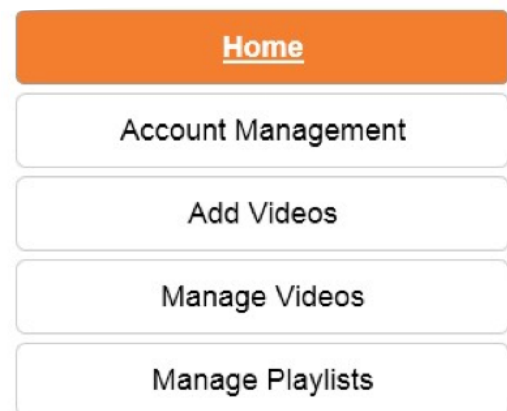 Home
Account Management
Add Videos
Manage Videos
Manage Playlists